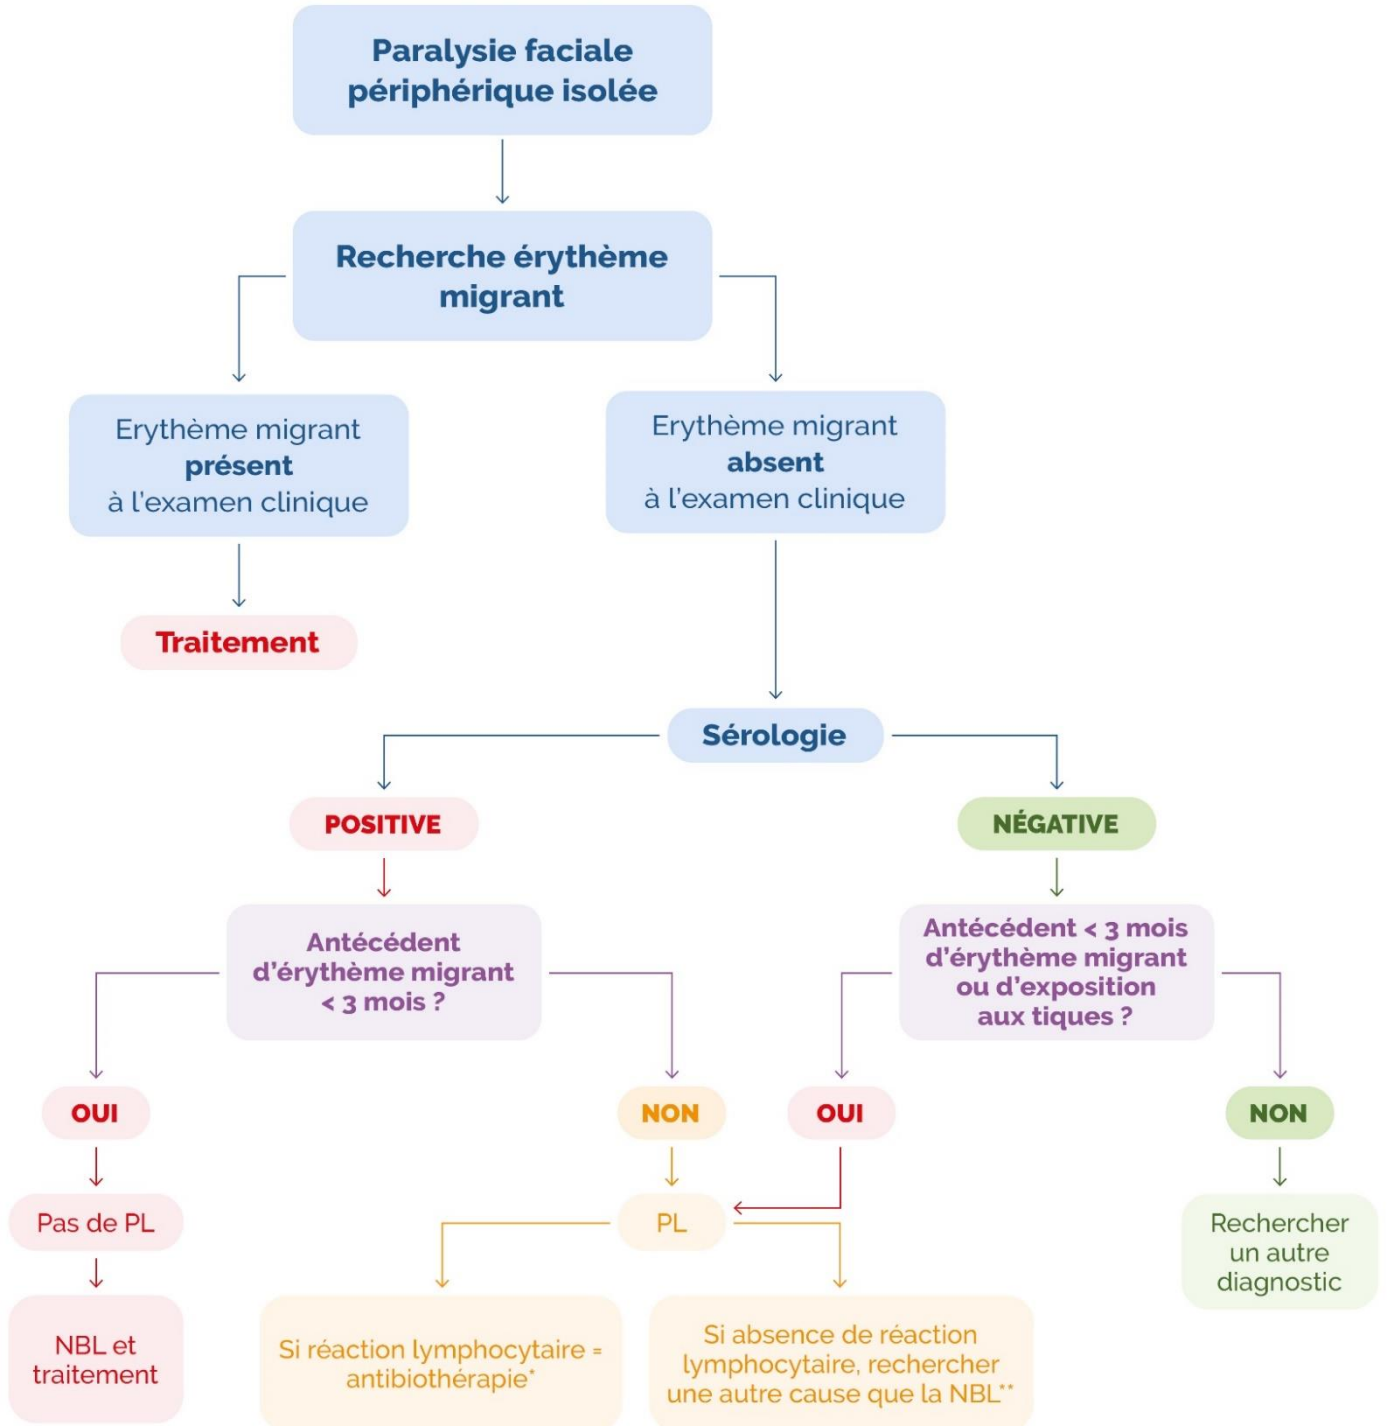 Paralysie faciale
périphérique isolée
Recherche érythème
migrant
Erythème migrant
présent
à l'examen clinique
Erythème migrant
absent
à l'examen clinique
Traitement
Sérologie
POSITIVE
NÉGATIVE
Antécédent
d'érythème migrant
< 3 mois ?
Antécédent < 3 mois
d'érythème migrant
ou d'exposition
aux tiques ?
OUI
NON
OUI
NON
Pas de PL
PL
Rechercher
un autre
diagnostic
NBL et
traitement
Si réaction lymphocytaire =
antibiothérapie*
Si absence de réaction
lymphocytaire, rechercher
une autre cause que la NBL**